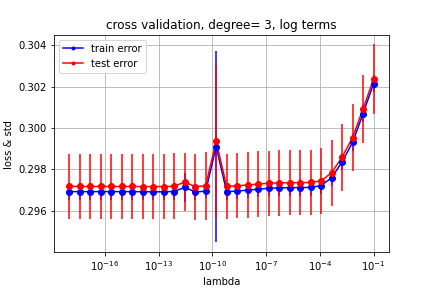 cross validation, degree= 3, log terms
train error
test error
0.304
0.302
0.300
0.298
0.296
loss & std
10⁻¹⁶ 10⁻¹³ 10⁻¹⁰ 10⁻⁷ 10⁻⁴ 10⁻¹
lambda